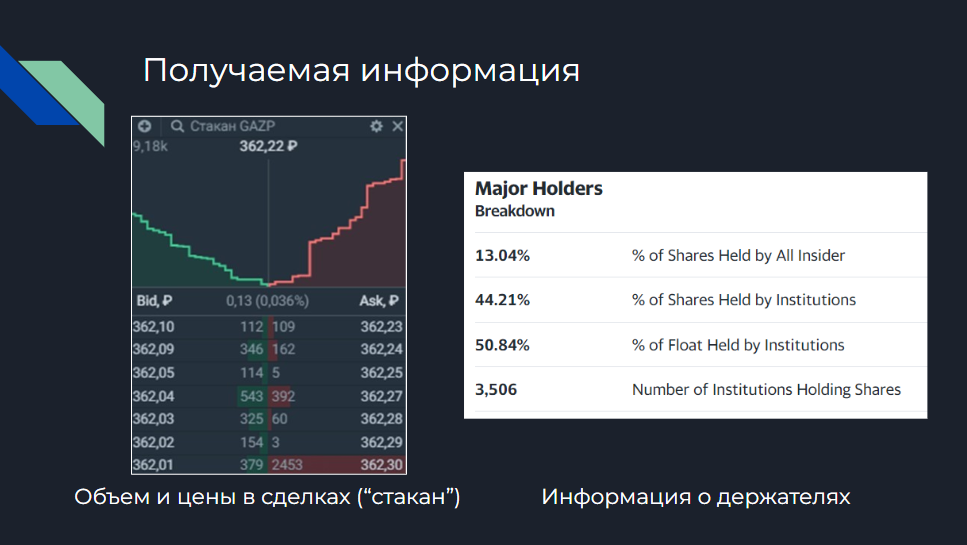 Получаемая информация
Стакан GAZP
9,18k 362,22 ₽
Bid, ₽ 0,13 (0,036%) Ask, ₽
362,10 112 109 362,23
362,09 346 162 362,24
362,05 114 5 362,25
362,04 543 392 362,27
362,03 325 60 362,28
362,02 154 3 362,29
362,01 379 2453 362,30
Объем и цены в сделках (“стакан”)
Major Holders
Breakdown
13.04% % of Shares Held by All Insider
44.21% % of Shares Held by Institutions
50.84% % of Float Held by Institutions
3,506 Number of Institutions Holding Shares
Информация о держателях